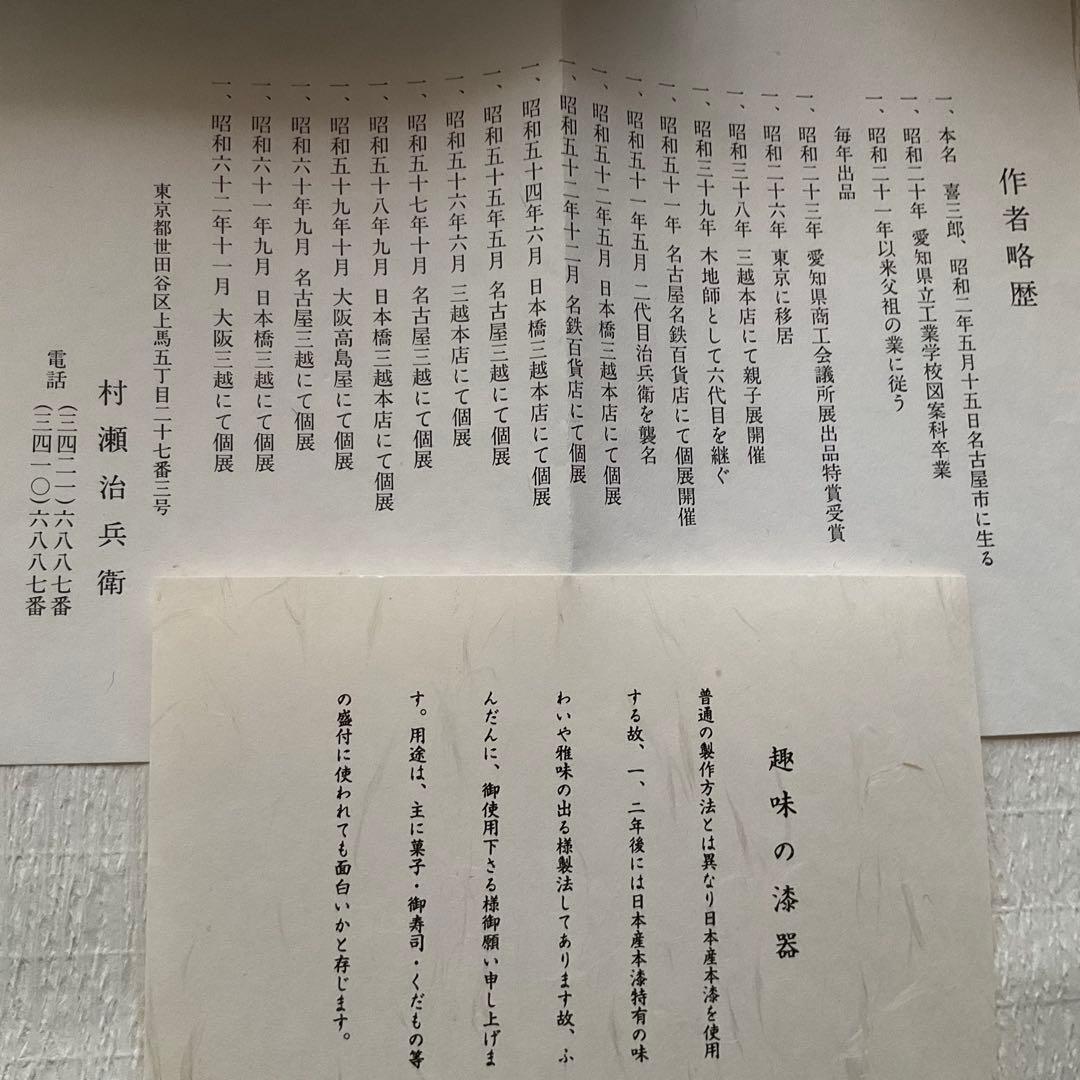 作者略歴
一、本名 喜三郎、昭和二年五月十五日名古屋市に生る
一、昭和二十年 愛知県立工業学校図案科卒業
一、昭和二十一年以来父祖の業に従う
毎年出品
一、昭和二十三年 愛知県商工会議所展出品特賞受賞
一、昭和二十六年 東京に移居
一、昭和三十八年 三越本店にて親子展開催
一、昭和三十九年 木地師として六代目を継ぐ
一、昭和五十一年 名古屋名鉄百貨店にて個展開催
一、昭和五十一年五月 二代目治兵衛を襲名
一、昭和五十二年五月 日本橋三越本店にて個展
一、昭和五十二年十二月 名鉄百貨店にて個展
一、昭和五十四年六月 日本橋三越本店にて個展
一、昭和五十五年五月 名古屋三越にて個展
一、昭和五十六年六月 三越本店にて個展
一、昭和五十七年十月 名古屋三越にて個展
一、昭和五十八年九月 日本橋三越本店にて個展
一、昭和五十九年十月 大阪高島屋にて個展
一、昭和六十年九月 名古屋三越にて個展
一、昭和六十一年九月 日本橋三越にて個展
一、昭和六十二年十一月 大阪三越にて個展
東京都世田谷区上馬五丁目二十七番三号
村瀬治兵衛
電話 (三四二一)六八八七番
(三四一〇)六八八七番
趣味の漆器
普通の製作方法とは異なり日本産本漆を使用
する故、一、二年後には日本産本漆特有の味
わいや雅味の出る様製法してあります故、ふ
んだんに、御使用下さる様御願い申し上げま
す。用途は、主に菓子・御寿司・くだもの等
の盛付に使われても面白いかと存じます。